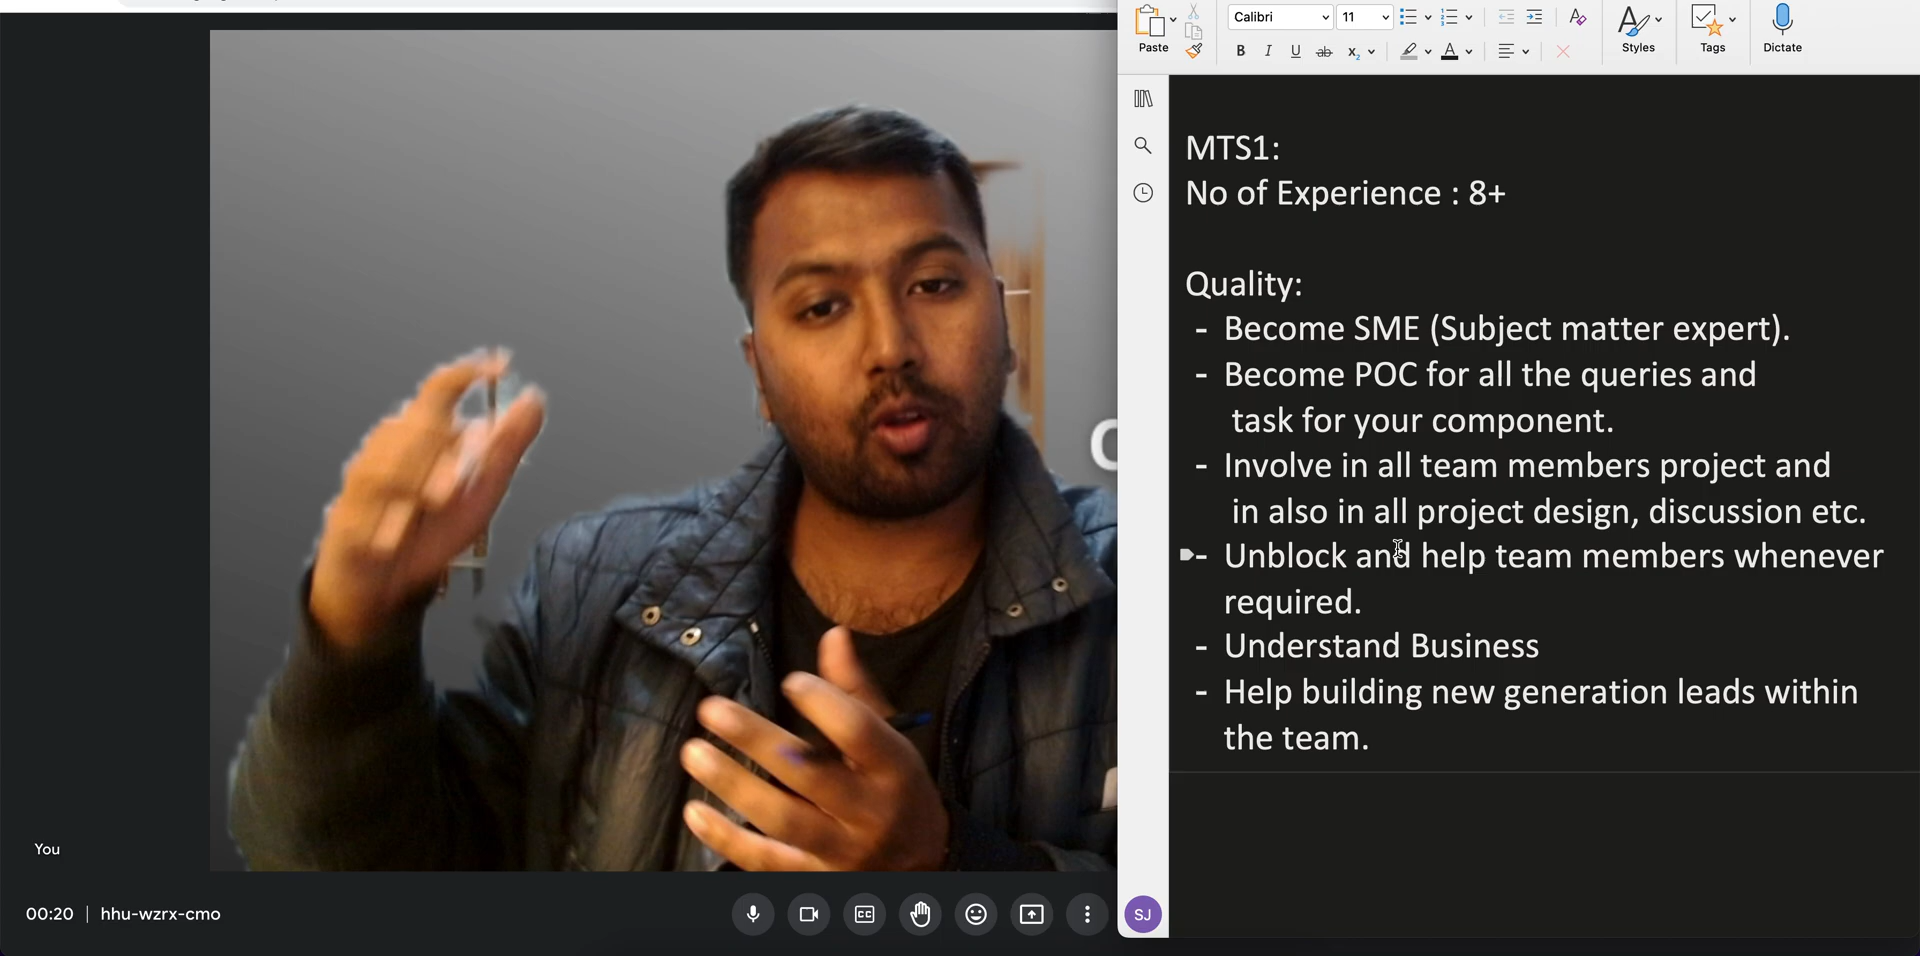 Calibri
11
Paste
B I U ab x₂ A
Styles
Tags
Dictate
MTS1:
No of Experience : 8+
Quality:
- Become SME (Subject matter expert).
- Become POC for all the queries and
task for your component.
- Involve in all team members project and
in also in all project design, discussion etc.
- Unblock and help team members whenever
required.
- Understand Business
- Help building new generation leads within
the team.
You
00:20 | hhu-wzrx-cmo
CC
SJ